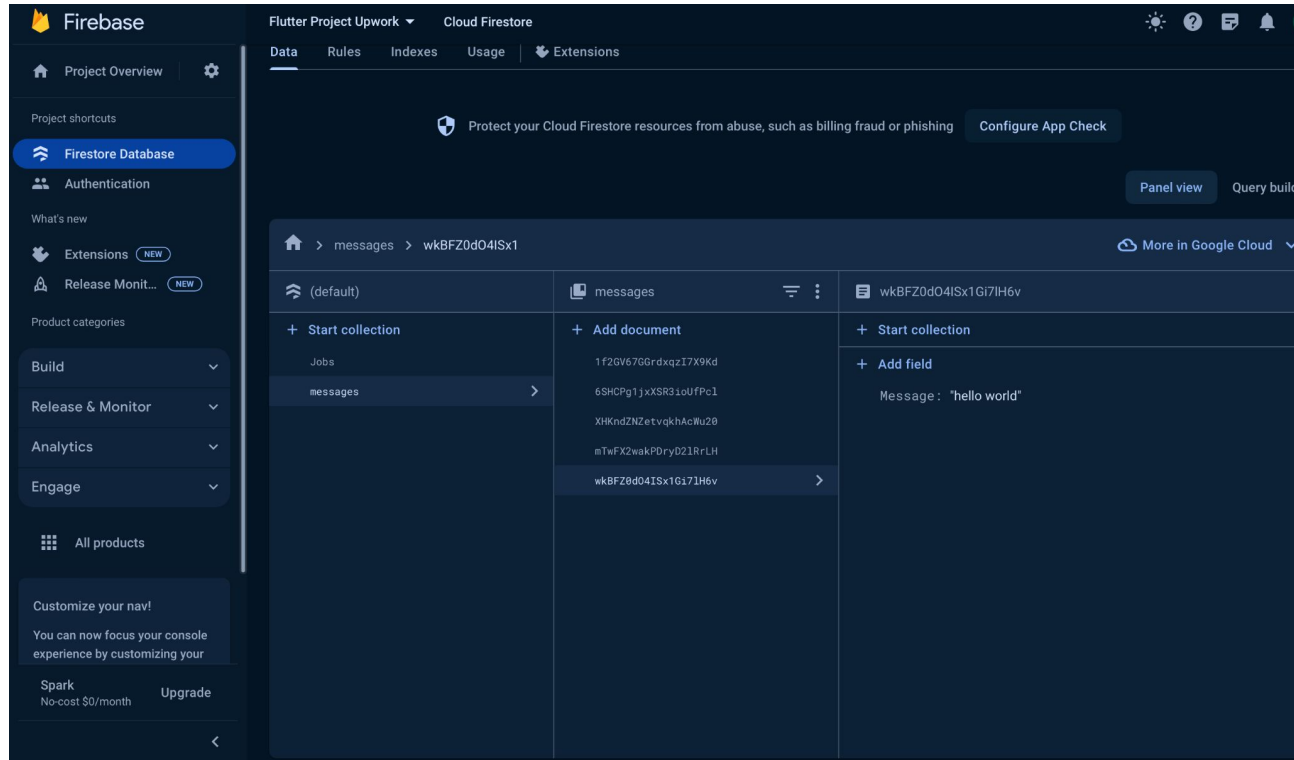 Firebase
Flutter Project Upwork
Cloud Firestore
Project Overview
Data
Rules
Indexes
Usage
Extensions
Project shortcuts
Protect your Cloud Firestore resources from abuse, such as billing fraud or phishing
Configure App Check
Firestore Database
Authentication
Panel view
Query build
What's new
Extensions
NEW
Release Monit...
NEW
> messages > wkBFZ0dO4ISx1
More in Google Cloud
(default)
messages
wkBFZ0dO4ISx1Gi7lH6v
Product categories
+ Start collection
+ Add document
+ Start collection
Build
Jobs
1f2GV67GGrdxqzI7X9Kd
+ Add field
messages
6SHCPg1jxXSR3ioUfPcl
Message: "hello world"
Release & Monitor
XHKndZNZetvqkhAcWu20
Analytics
mTwFX2wakPDryD2lRrLH
Engage
wkBFZ0dO4ISx1Gi7lH6v
All products
Customize your nav!
You can now focus your console
experience by customizing your
Spark
No-cost $0/month
Upgrade